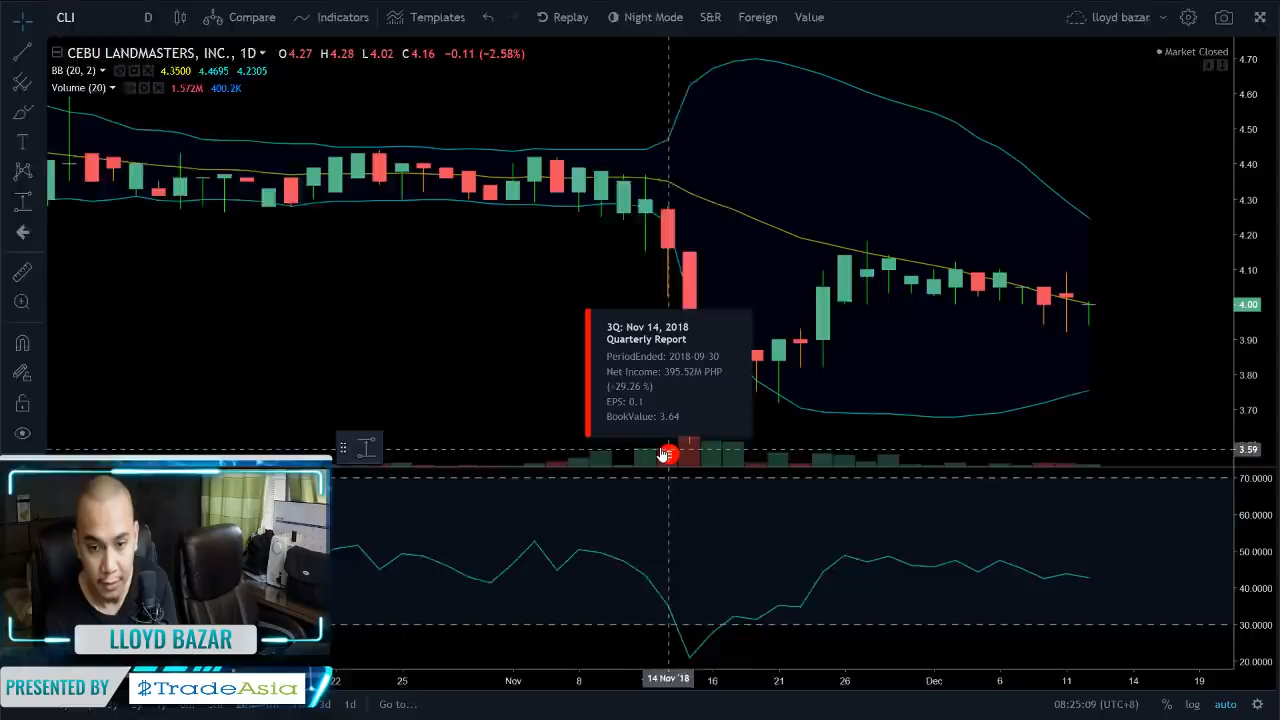 CLI D Compare Indicators Templates Replay Night Mode S&R Foreign Value lloyd bazar
CEBU LANDMASTERS, INC., 1D O4.27 H4.28 L4.02 C4.16 −0.11 (−2.58%)
Market Closed
BB (20, 2) 4.3500 4.4695 4.2305
Volume (20) 1.572M 400.2K
4.70
4.60
4.50
4.40
4.30
4.20
4.10
4.00
3.90
3.80
3.70
3.59
3Q: Nov 14, 2018
Quarterly Report
PeriodEnded: 2018-09-30
Net Income: 395.52M PHP
EPS: 0.1
BookValue: 3.64
70.0000
60.0000
50.0000
40.0000
30.0000
20.0000
LLOYD BAZAR
PRESENTED BY
$TradeAsia
22 25 Nov 8 14 Nov '18 16 21 26 Dec 6 11 14 19
3d 1d Go to... 08:25:09 (UTC+8) % log auto